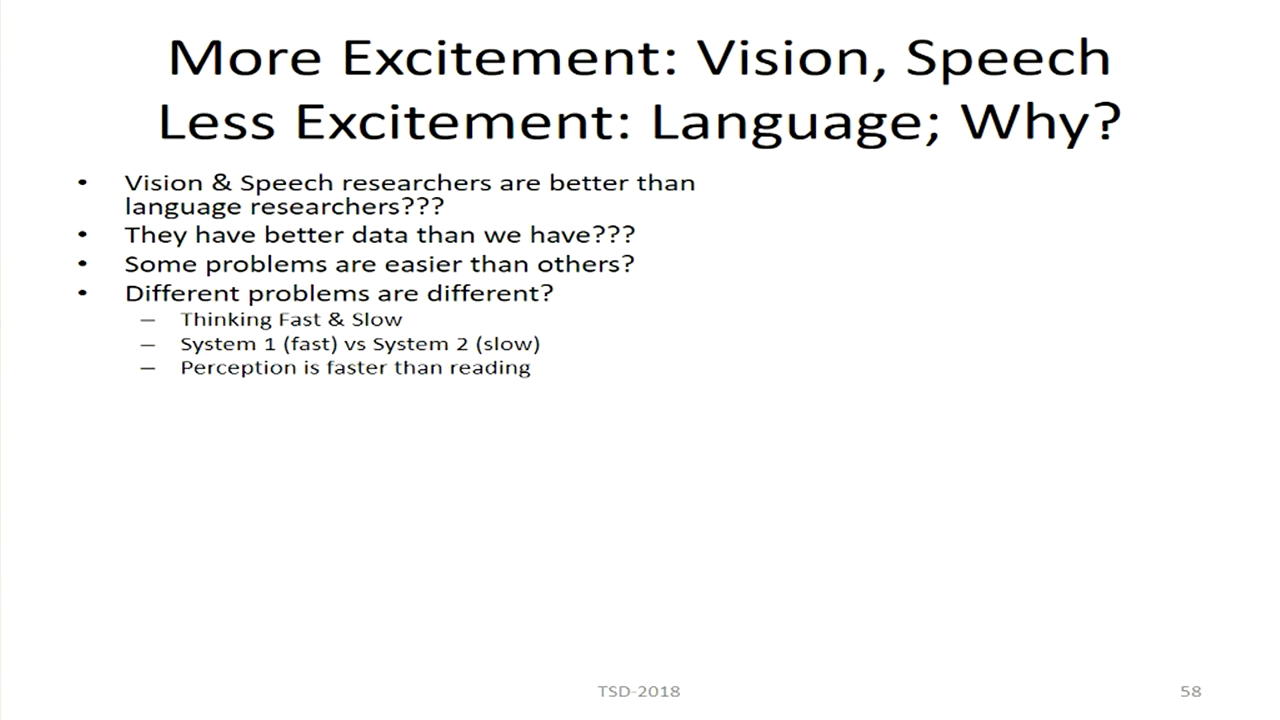 More Excitement: Vision, Speech
Less Excitement: Language; Why?
• Vision & Speech researchers are better than
language researchers???
• They have better data than we have???
• Some problems are easier than others?
• Different problems are different?
– Thinking Fast & Slow
– System 1 (fast) vs System 2 (slow)
– Perception is faster than reading
TSD-2018
58